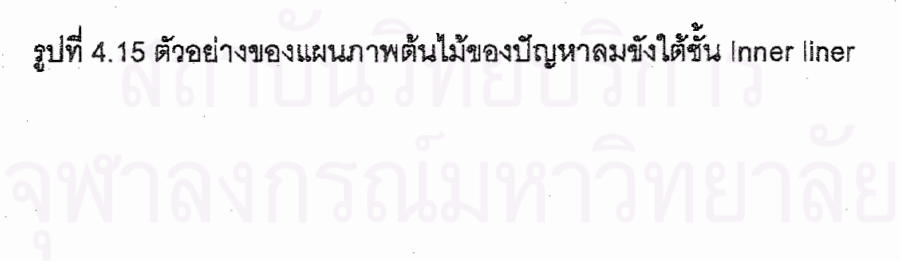 รูปที่ 4.15 ตัวอย่างของแผนภาพต้นไม้ของปัญหาลมขังใต้ชั้น Inner liner
สถาบันวิทยบริการ
จุฬาลงกรณ์มหาวิทยาลัย